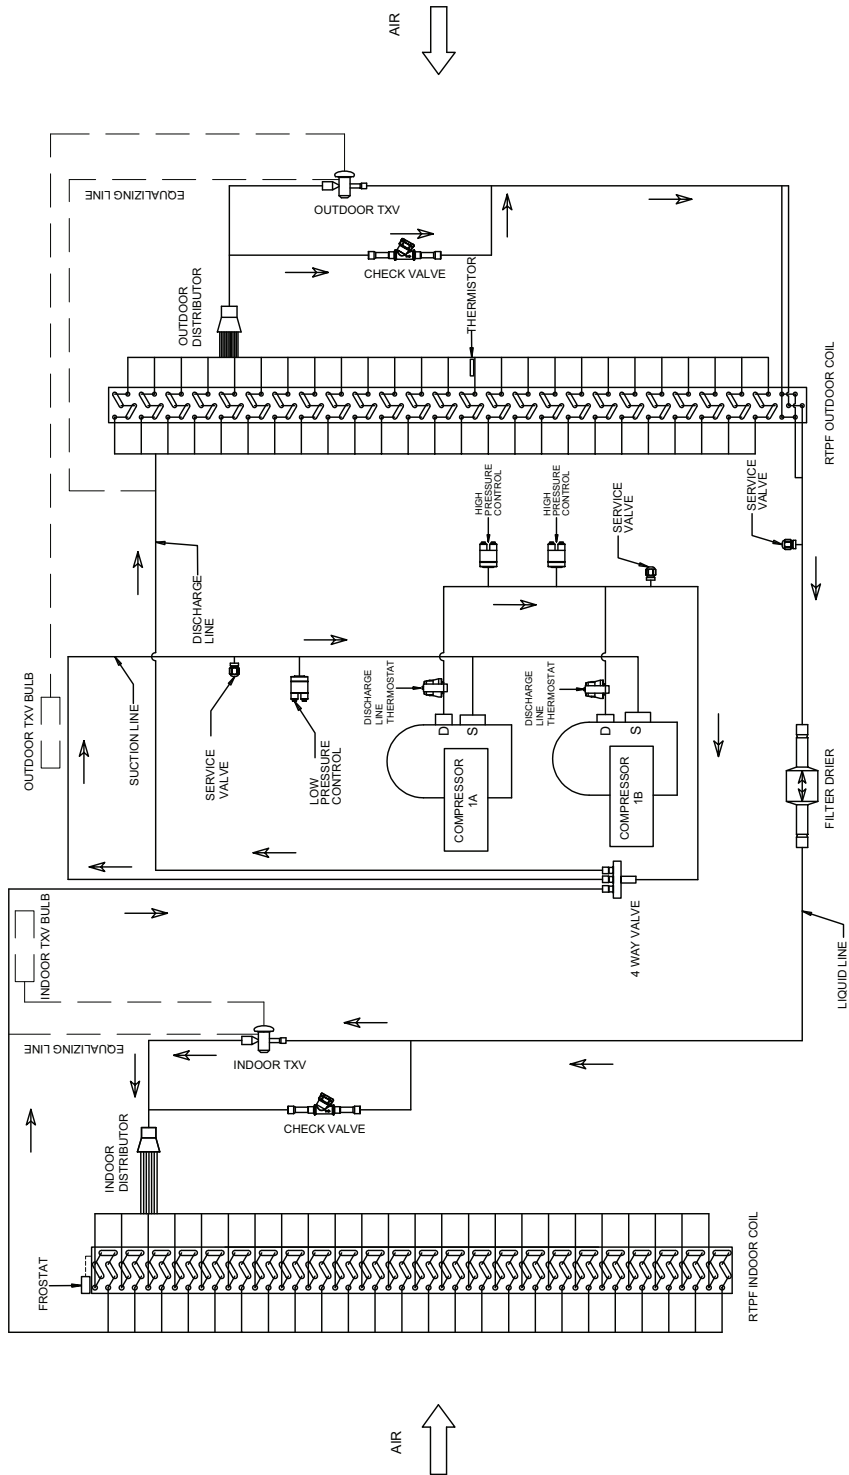 AIR
EQUALIZING LINE
OUTDOOR TXV
CHECK VALVE
OUTDOOR
DISTRIBUTOR
THERMISTOR
RTPF OUTDOOR COIL
HIGH
PRESSURE
CONTROL
HIGH
PRESSURE
CONTROL
SERVICE
VALVE
SERVICE
VALVE
DISCHARGE
LINE
OUTDOOR TXV BULB
SUCTION LINE
SERVICE
VALVE
LOW
PRESSURE
CONTROL
DISCHARGE
LINE
THERMOSTAT
DISCHARGE
LINE
THERMOSTAT
D
S
COMPRESSOR
1A
D
S
COMPRESSOR
1B
FILTER DRIER
4 WAY VALVE
LIQUID LINE
INDOOR TXV BULB
EQUALIZING LINE
INDOOR TXV
CHECK VALVE
INDOOR
DISTRIBUTOR
FROSTAT
RTPF INDOOR COIL
AIR